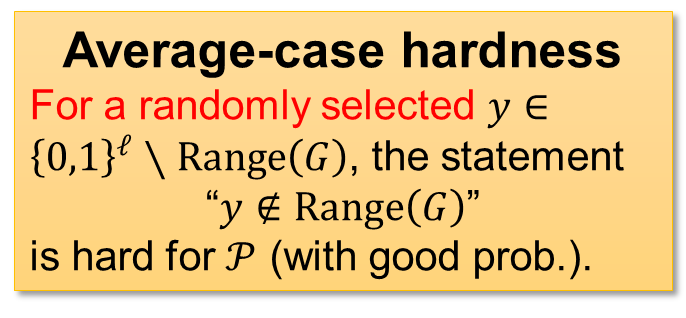 Average-case hardness
For a randomly selected 𝑦 ∈
{0,1}^ℓ ∖ Range(𝐺), the statement
“𝑦 ∉ Range(𝐺)”
is hard for 𝒫 (with good prob.).